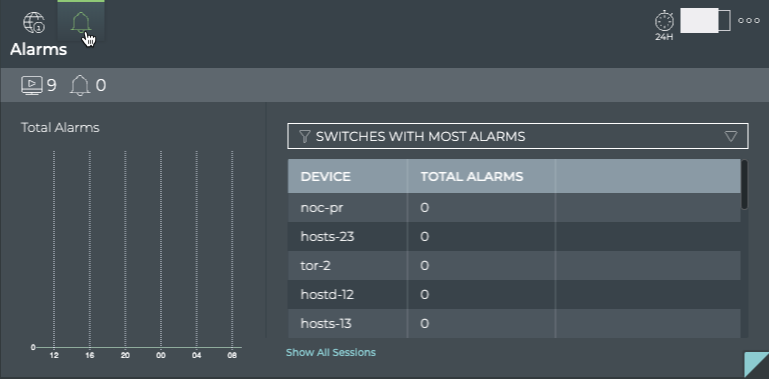 24H
Alarms
9 0
Total Alarms
SWITCHES WITH MOST ALARMS
DEVICE TOTAL ALARMS
noc-pr 0
hosts-23 0
tor-2 0
hostd-12 0
hosts-13 0
0
12 16 20 00 04 08
Show All Sessions